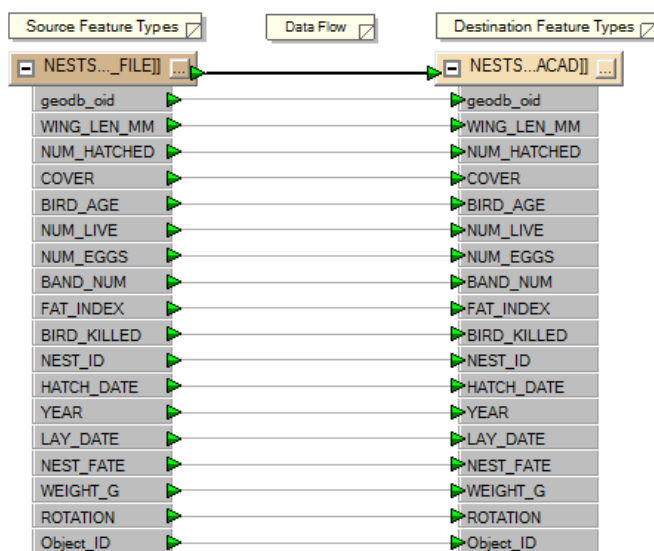 Source Feature Types
Data Flow
Destination Feature Types
NESTS..._FILE]] ...
NESTS...ACAD]] ...
geodb_oid
geodb_oid
WING_LEN_MM
WING_LEN_MM
NUM_HATCHED
NUM_HATCHED
COVER
COVER
BIRD_AGE
BIRD_AGE
NUM_LIVE
NUM_LIVE
NUM_EGGS
NUM_EGGS
BAND_NUM
BAND_NUM
FAT_INDEX
FAT_INDEX
BIRD_KILLED
BIRD_KILLED
NEST_ID
NEST_ID
HATCH_DATE
HATCH_DATE
YEAR
YEAR
LAY_DATE
LAY_DATE
NEST_FATE
NEST_FATE
WEIGHT_G
WEIGHT_G
ROTATION
ROTATION
Object_ID
Object_ID